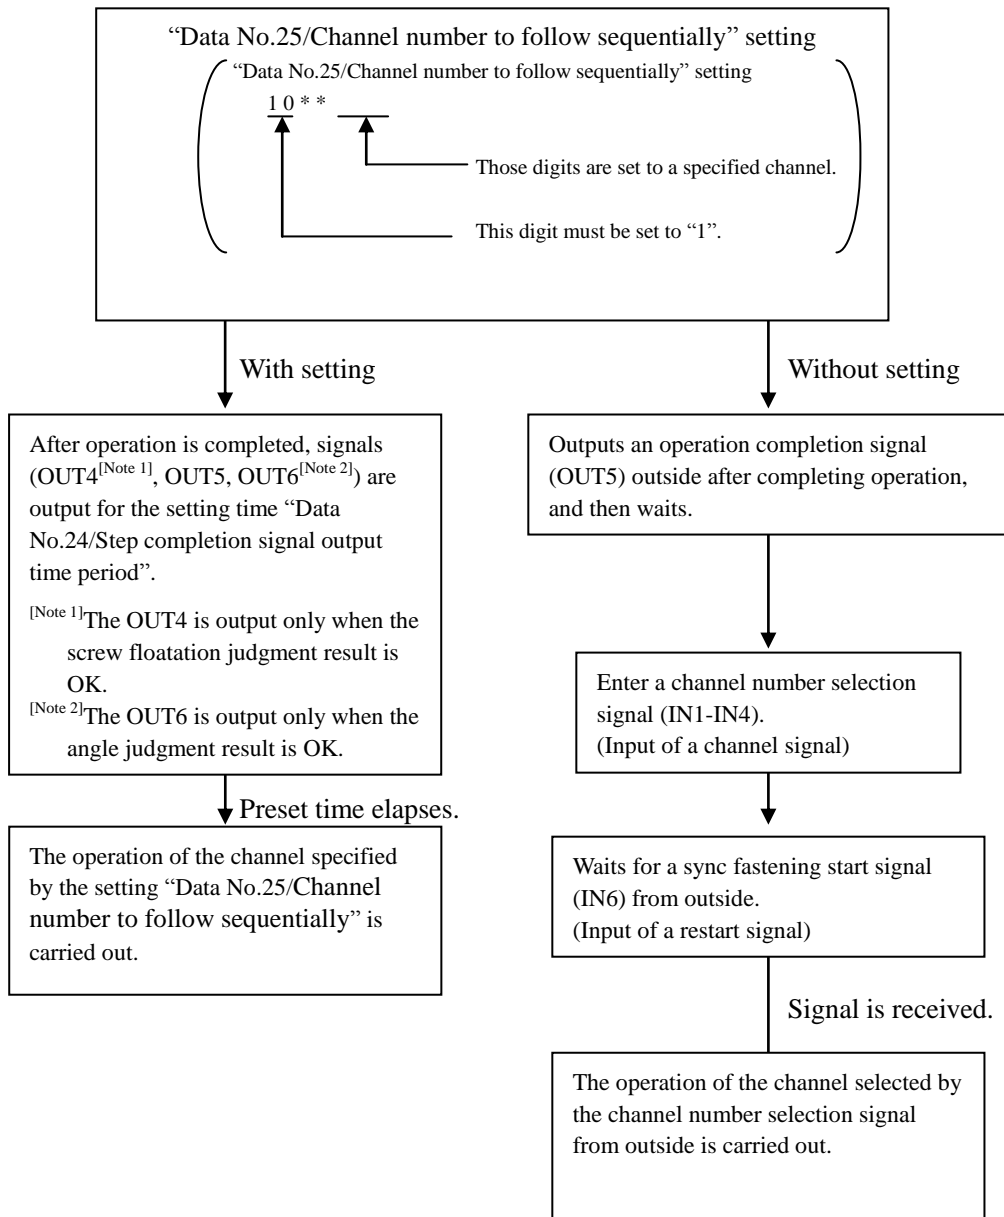 “Data No.25/Channel number to follow sequentially” setting
“Data No.25/Channel number to follow sequentially” setting
1 0 * *
Those digits are set to a specified channel.
This digit must be set to “1”.
With setting
After operation is completed, signals
(OUT4[Note 1], OUT5, OUT6[Note 2]) are
output for the setting time “Data
No.24/Step completion signal output
time period”.
[Note 1]The OUT4 is output only when the
screw floatation judgment result is
OK.
[Note 2]The OUT6 is output only when the
angle judgment result is OK.
Preset time elapses.
The operation of the channel specified
by the setting “Data No.25/Channel
number to follow sequentially” is
carried out.
Without setting
Outputs an operation completion signal
(OUT5) outside after completing operation,
and then waits.
Enter a channel number selection
signal (IN1-IN4).
(Input of a channel signal)
Waits for a sync fastening start signal
(IN6) from outside.
(Input of a restart signal)
Signal is received.
The operation of the channel selected by
the channel number selection signal
from outside is carried out.